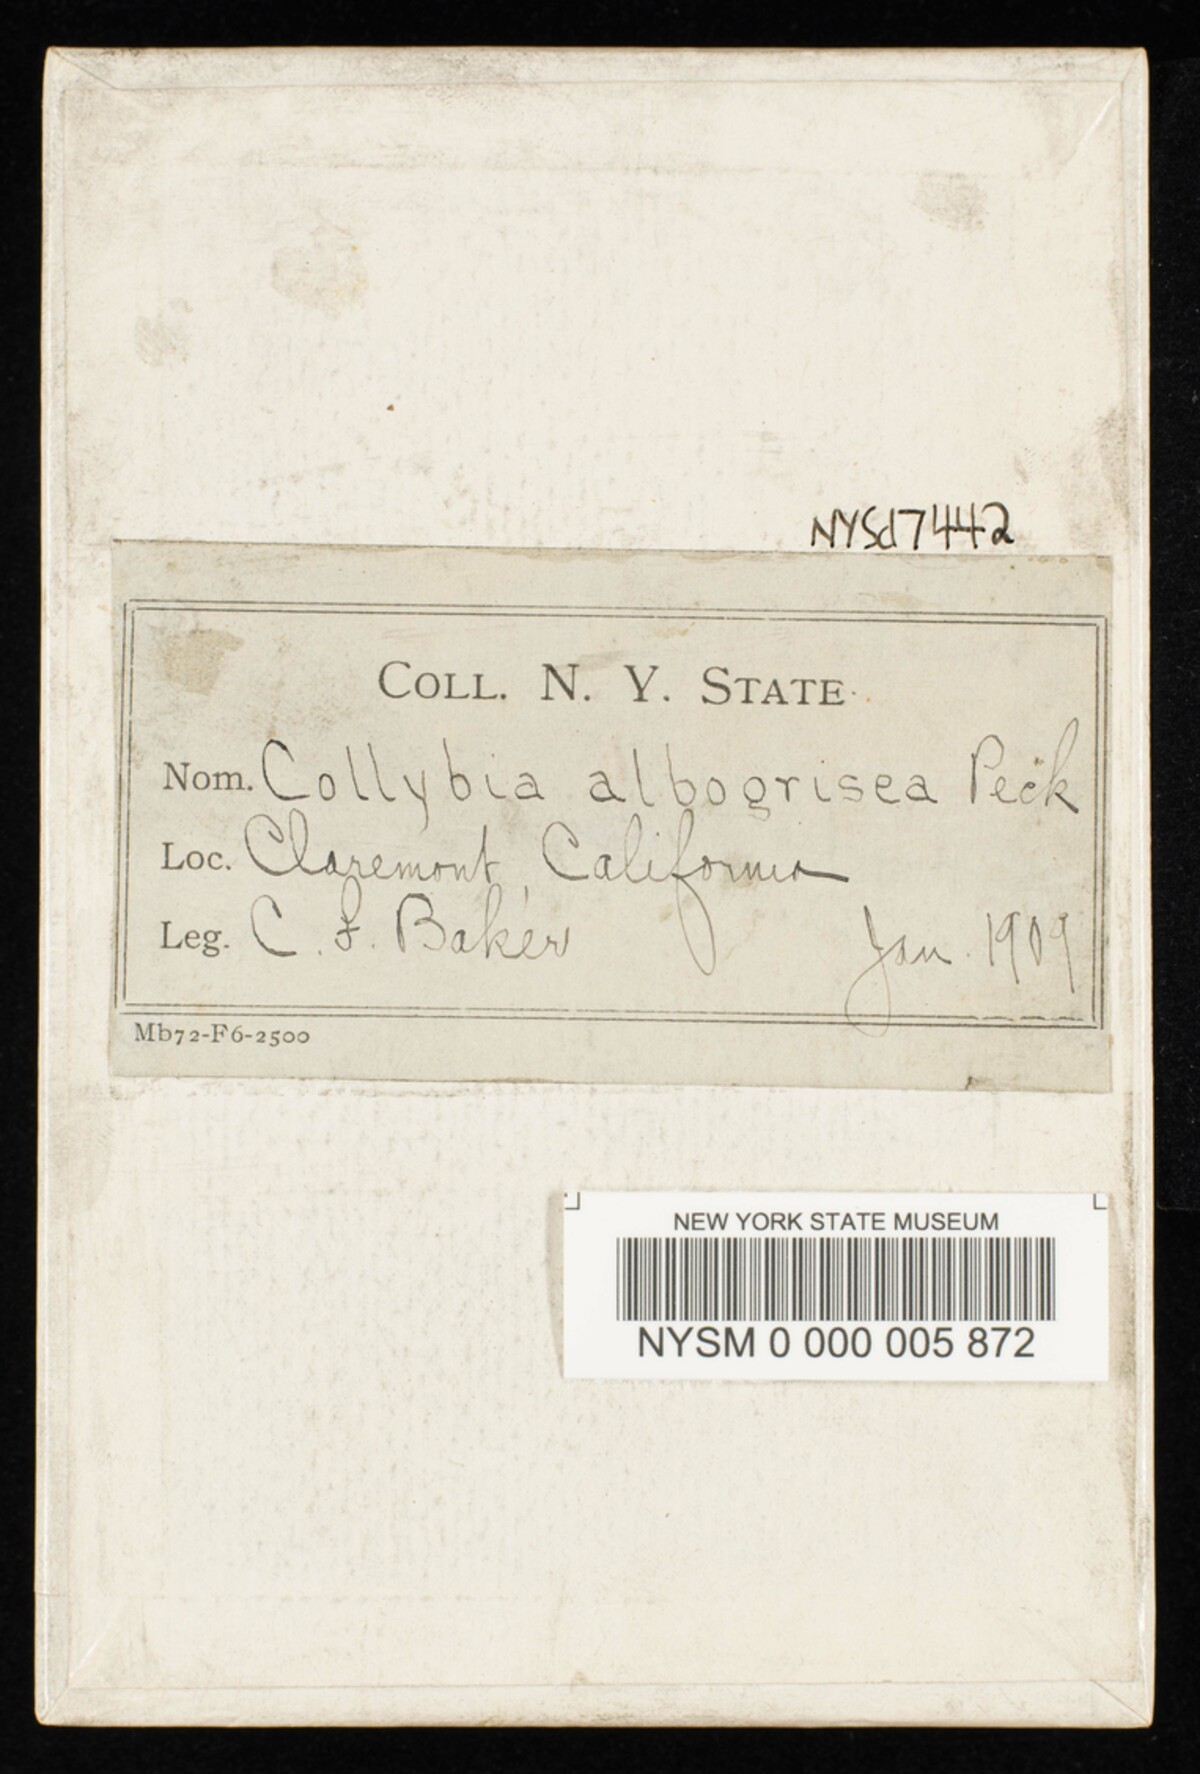 NYSd7442
COLL. N. Y. STATE
Nom. Collybia albogrisea Peck
Loc. Claremont, California
Leg. C. F. Baker Jan. 1909
Mb72-F6-2500
NEW YORK STATE MUSEUM
NYSM 0 000 005 872